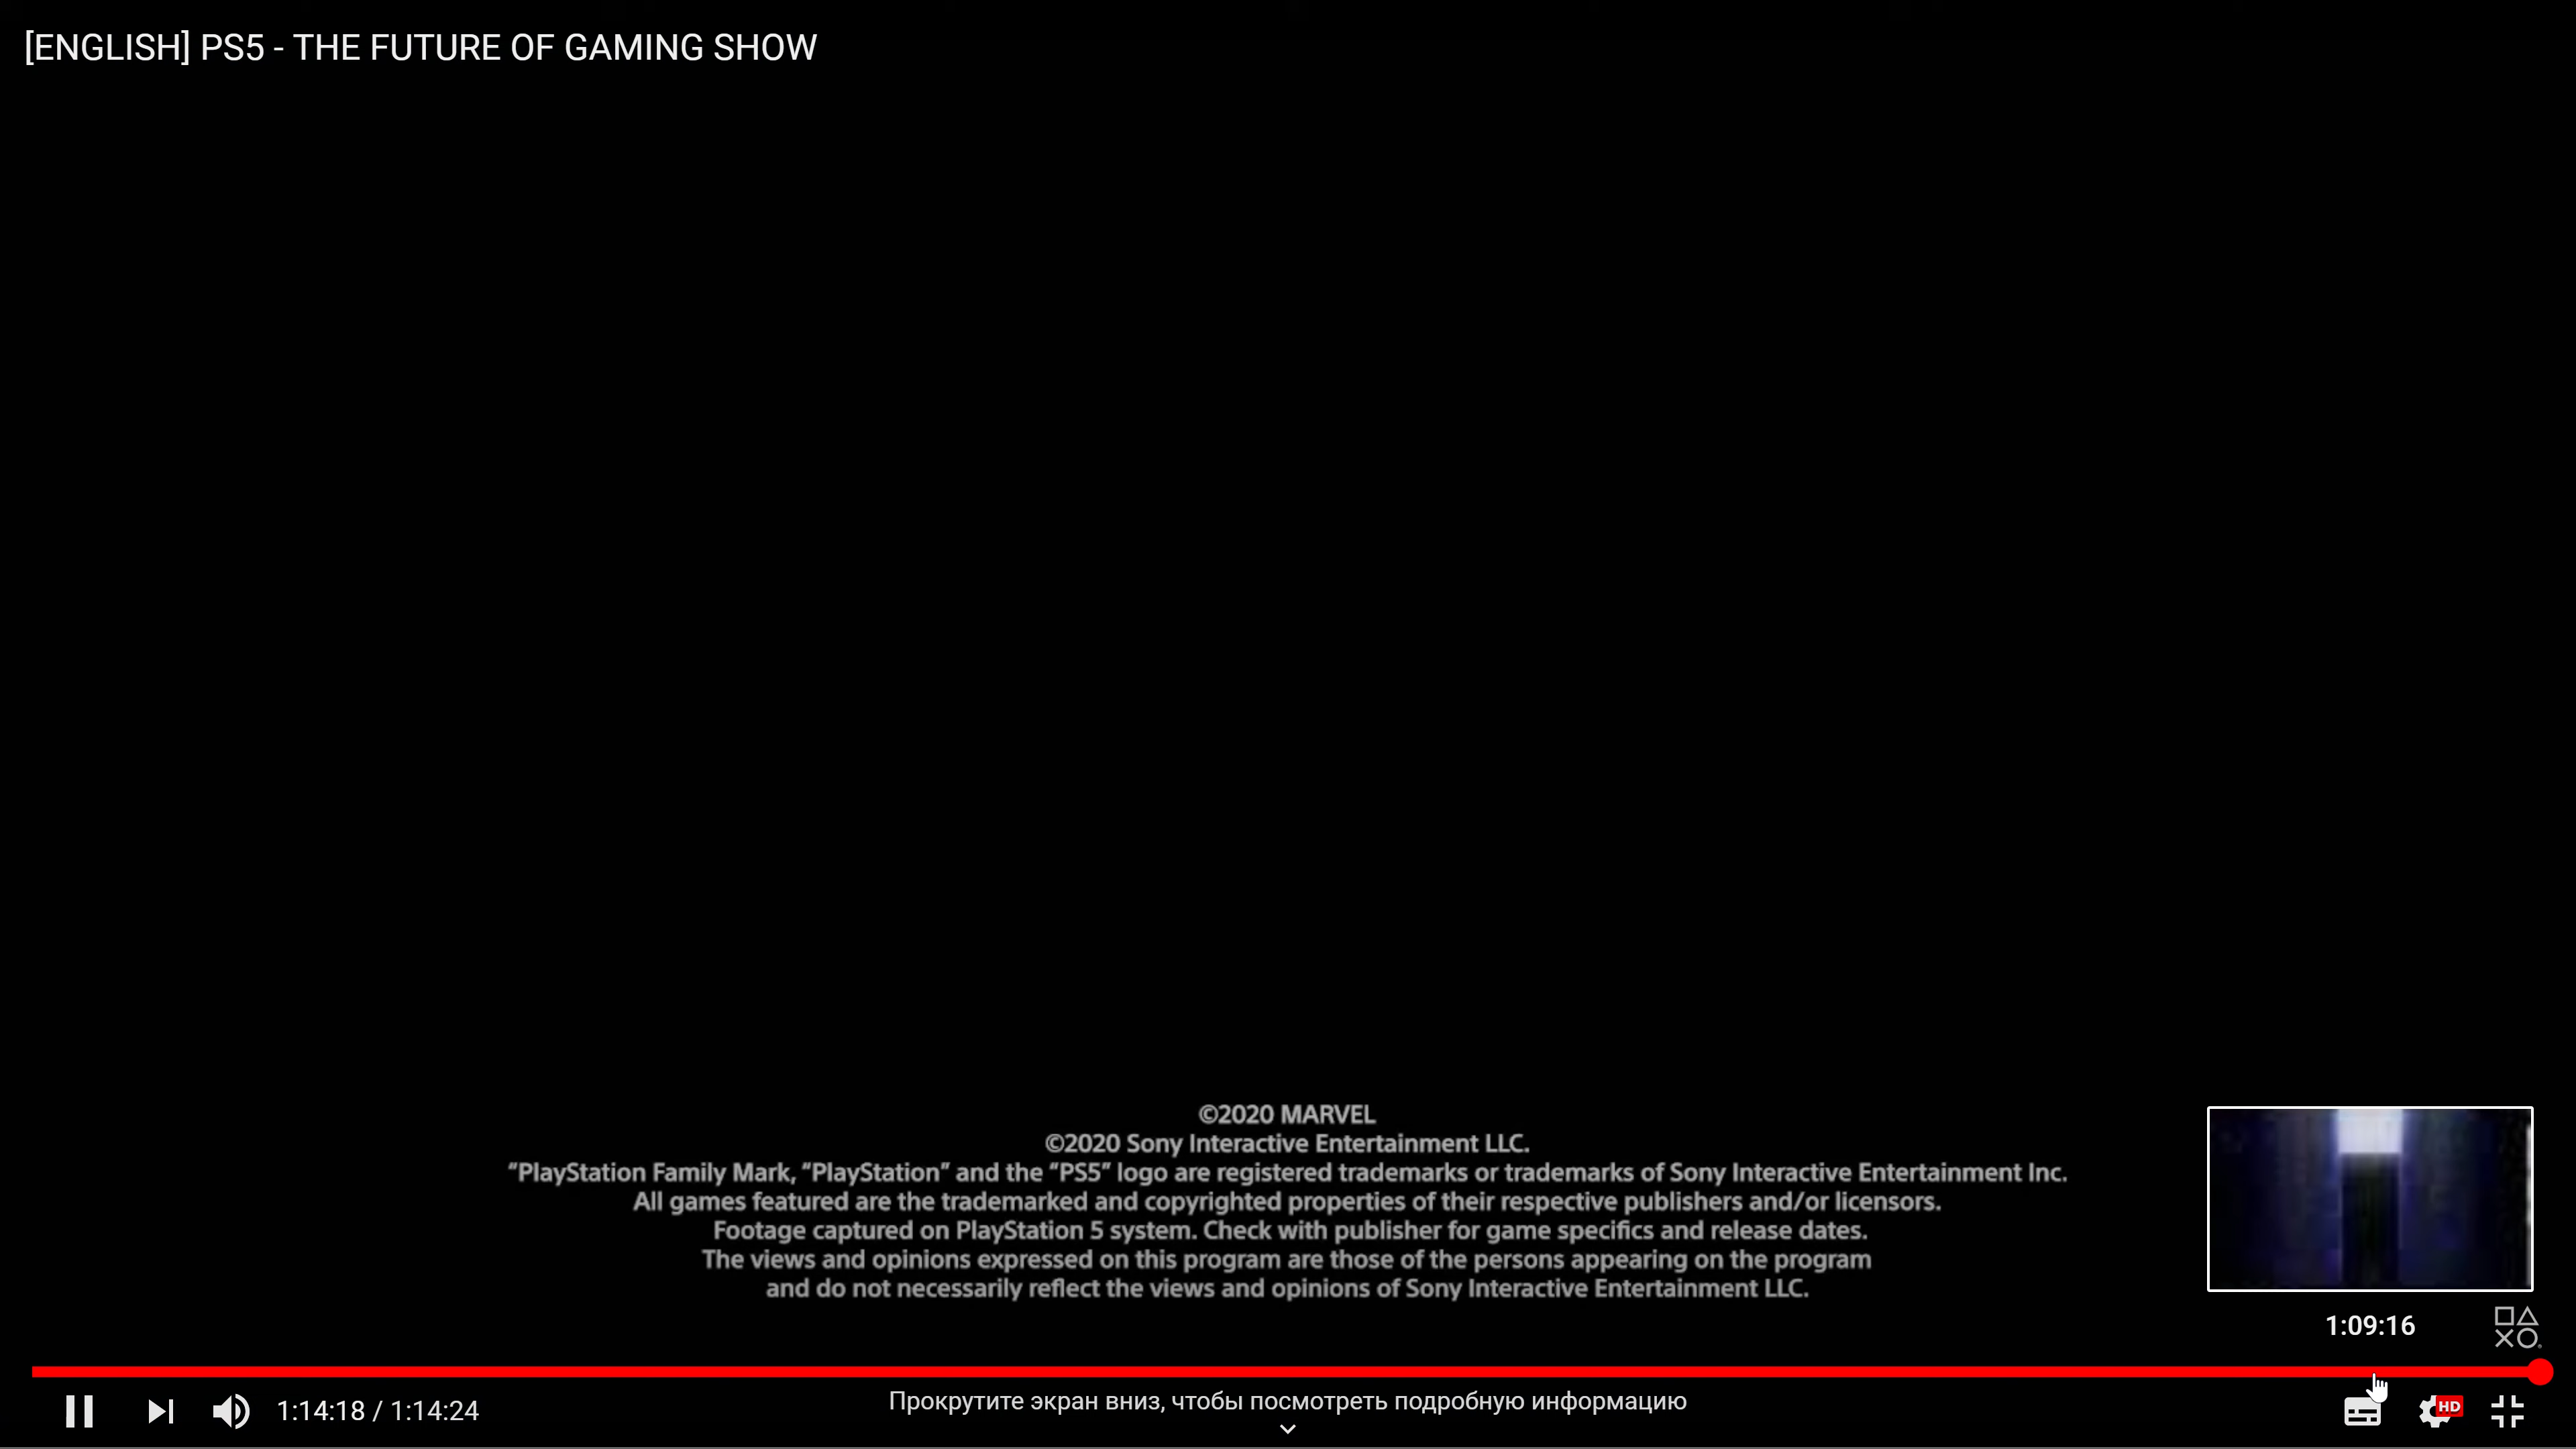 [ENGLISH] PS5 - THE FUTURE OF GAMING SHOW
©2020 MARVEL
©2020 Sony Interactive Entertainment LLC.
“PlayStation Family Mark, “PlayStation” and the “PS5” logo are registered trademarks or trademarks of Sony Interactive Entertainment Inc.
All games featured are the trademarked and copyrighted properties of their respective publishers and/or licensors.
Footage captured on PlayStation 5 system. Check with publisher for game specifics and release dates.
The views and opinions expressed on this program are those of the persons appearing on the program
and do not necessarily reflect the views and opinions of Sony Interactive Entertainment LLC.
1:09:16
1:14:18 / 1:14:24
Прокрутите экран вниз, чтобы посмотреть подробную информацию
HD